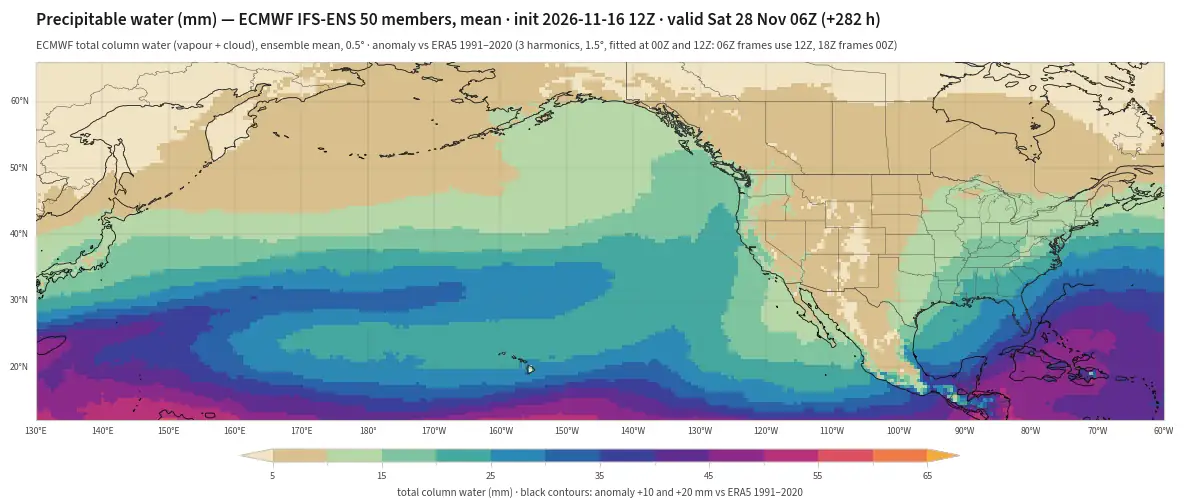 Precipitable water (mm) — ECMWF IFS-ENS 50 members, mean · init 2026-11-16 12Z · valid Sat 28 Nov 06Z (+282 h)
ECMWF total column water (vapour + cloud), ensemble mean, 0.5° · anomaly vs ERA5 1991–2020 (3 harmonics, 1.5°, fitted at 00Z and 12Z: 06Z frames use 12Z, 18Z frames 00Z)
60°N
50°N
40°N
30°N
20°N
130°E 140°E 150°E 160°E 170°E 180° 170°W 160°W 150°W 140°W 130°W 120°W 110°W 100°W 90°W 80°W 70°W 60°W
5 15 25 35 45 55 65
total column water (mm) · black contours: anomaly +10 and +20 mm vs ERA5 1991–2020